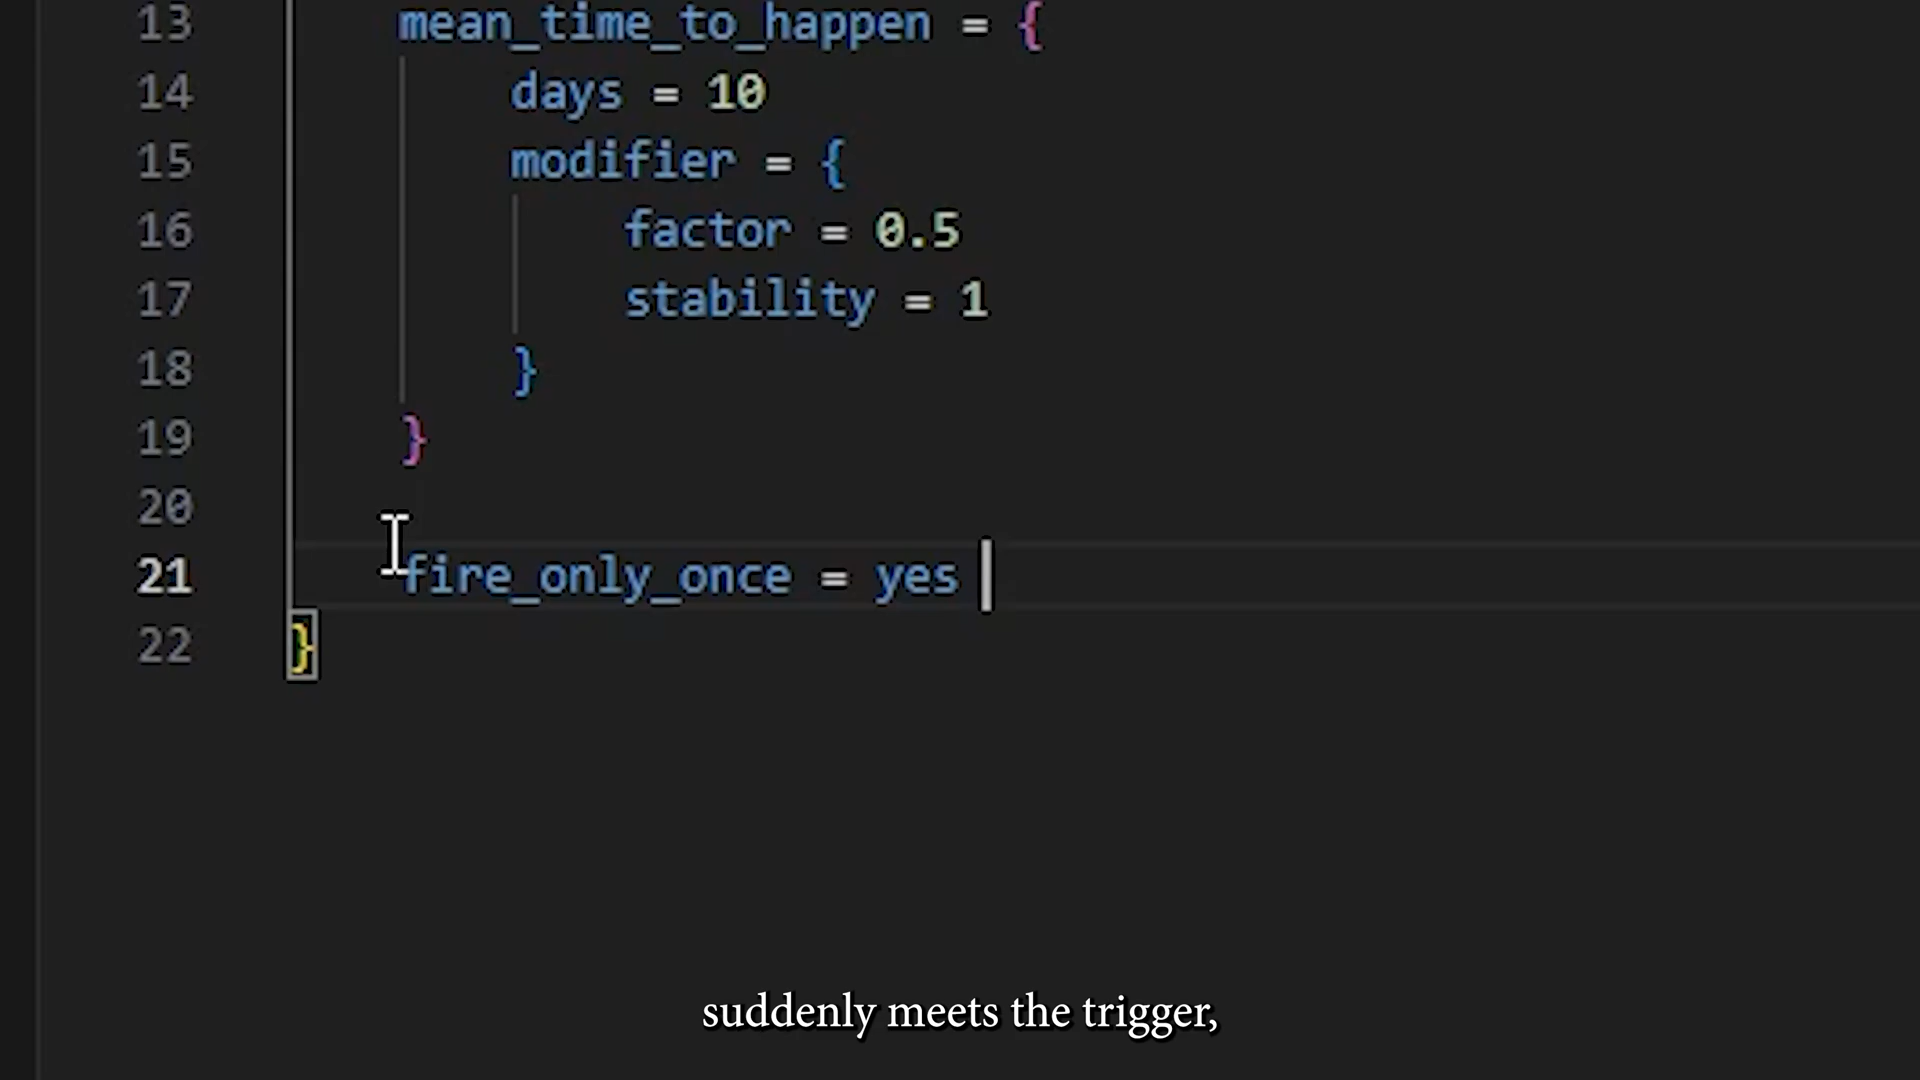 13 mean_time_to_happen = {
14 days = 10
15 modifier = {
16 factor = 0.5
17 stability = 1
18 }
19 }
20
21 fire_only_once = yes
22 }
suddenly meets the trigger,